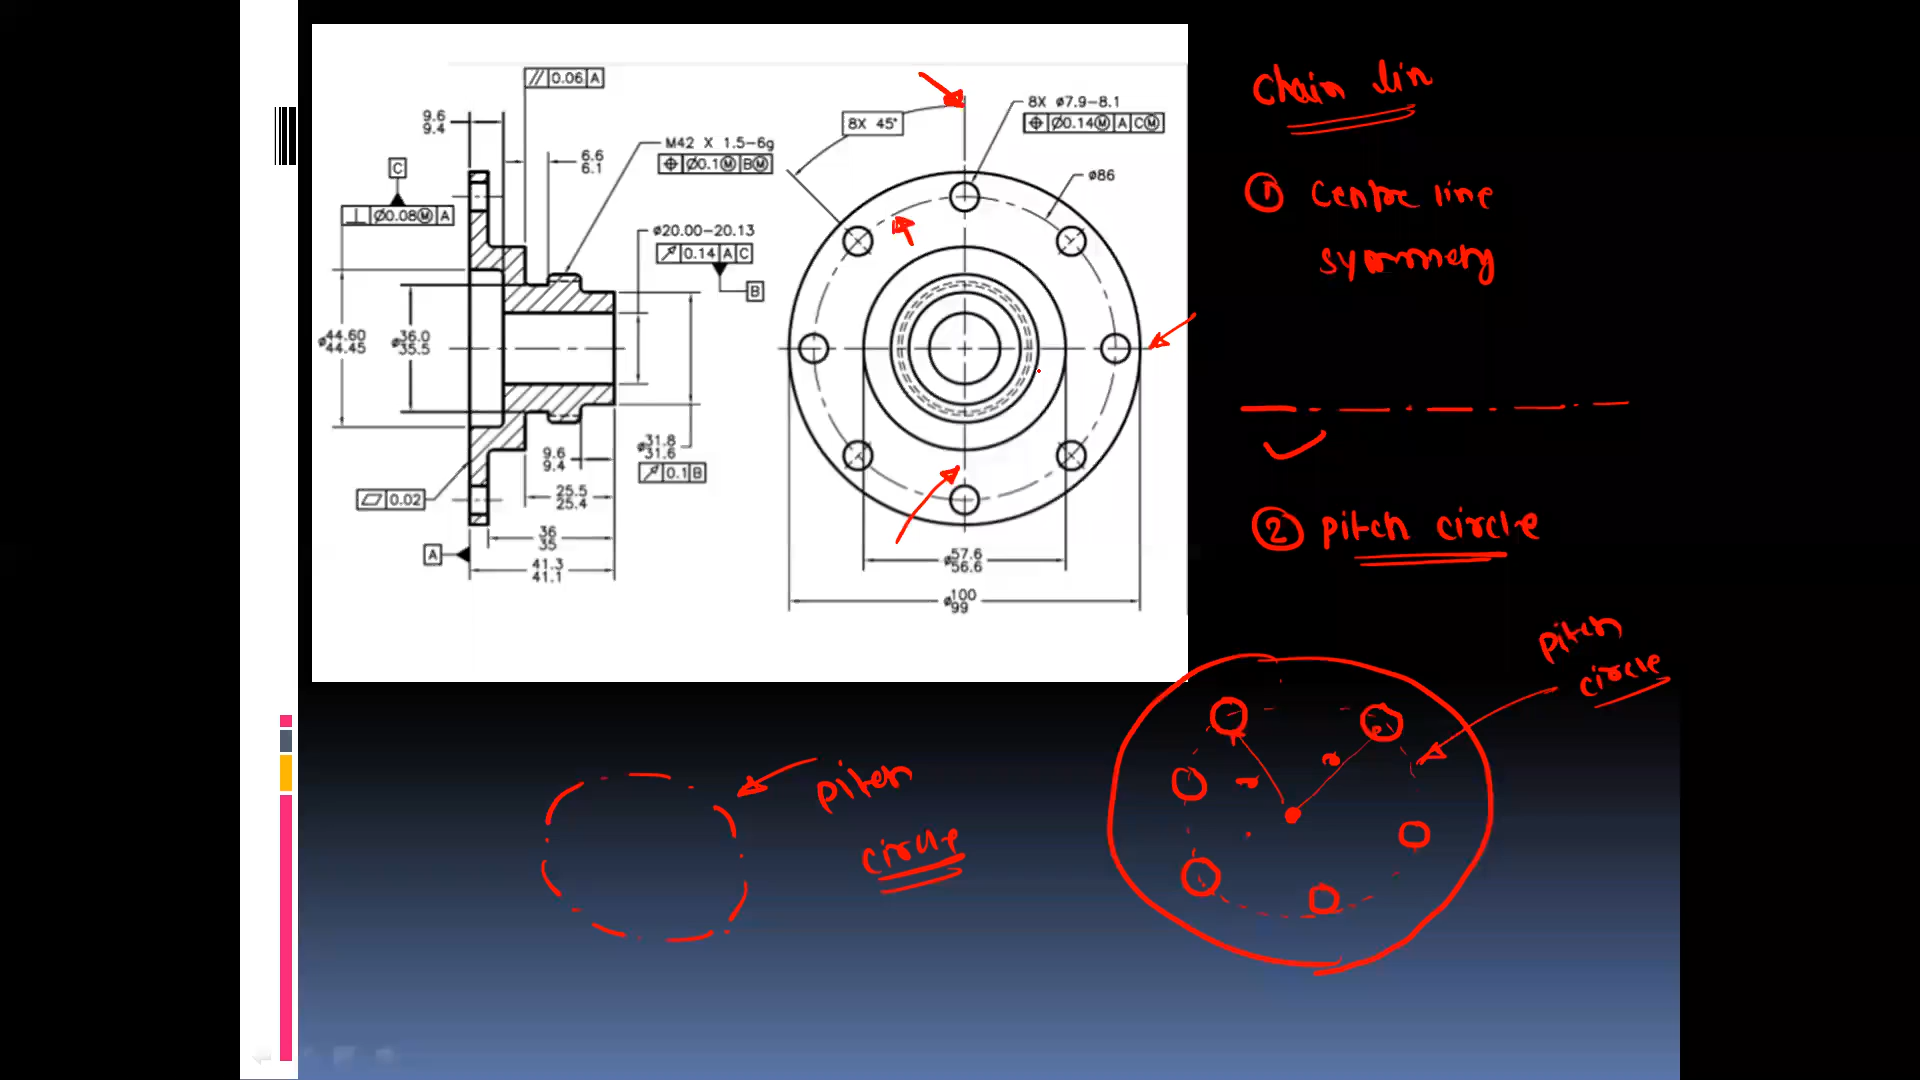 // 0.06 A
9.6
9.4
C
⊥ Ø0.08Ⓜ A
6.6
6.1
M42 X 1.5-6g
⌖ Ø0.1Ⓜ BⓂ
ø20.00-20.13
↗ 0.14 A C
B
ø44.60
44.45
ø36.0
35.5
ø31.8
31.6
↗ 0.1 B
9.6
9.4
25.5
25.4
▱ 0.02
36
35
A
41.3
41.1
8X 45°
8X ø7.9-8.1
⌖ Ø0.14Ⓜ A CⓂ
ø86
ø57.6
56.6
ø100
99
Chain lin
① Centre line
symmetry
② pitch circle
pitch
circle
r r
pitch
circle